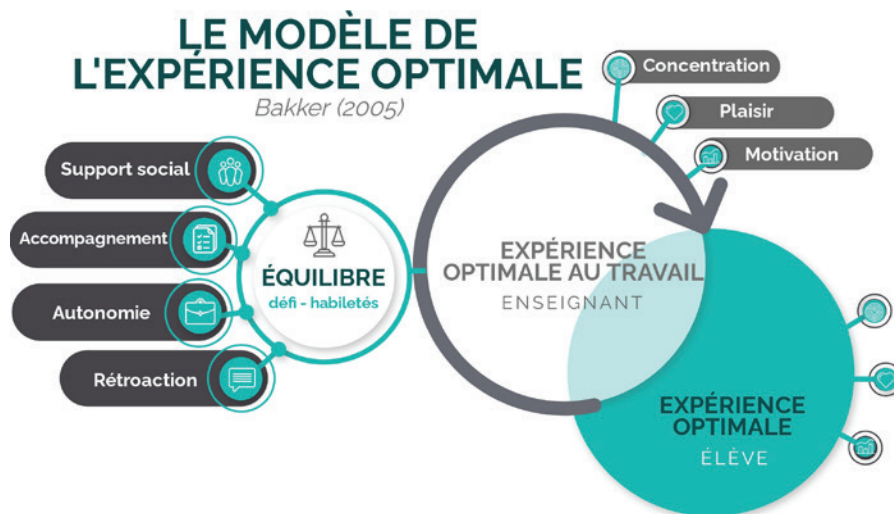 LE MODÈLE DE
L'EXPÉRIENCE OPTIMALE
Bakker (2005)
Support social
Accompagnement
Autonomie
Rétroaction
ÉQUILIBRE
défi - habiletés
EXPÉRIENCE
OPTIMALE AU TRAVAIL
ENSEIGNANT
Concentration
Plaisir
Motivation
EXPÉRIENCE
OPTIMALE
ÉLÈVE